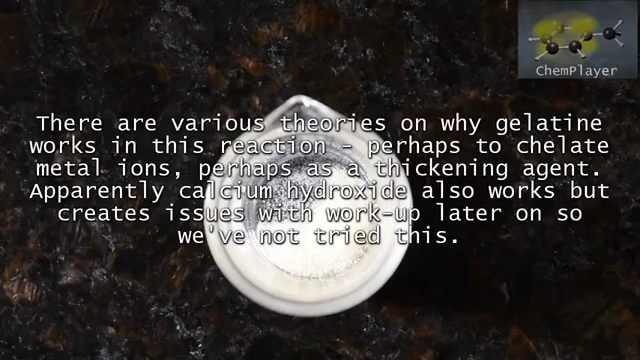 ChemPlayer
There are various theories on why gelatine
works in this reaction - perhaps to chelate
metal ions, perhaps as a thickening agent.
Apparently calcium hydroxide also works but
creates issues with work-up later on so
we've not tried this.